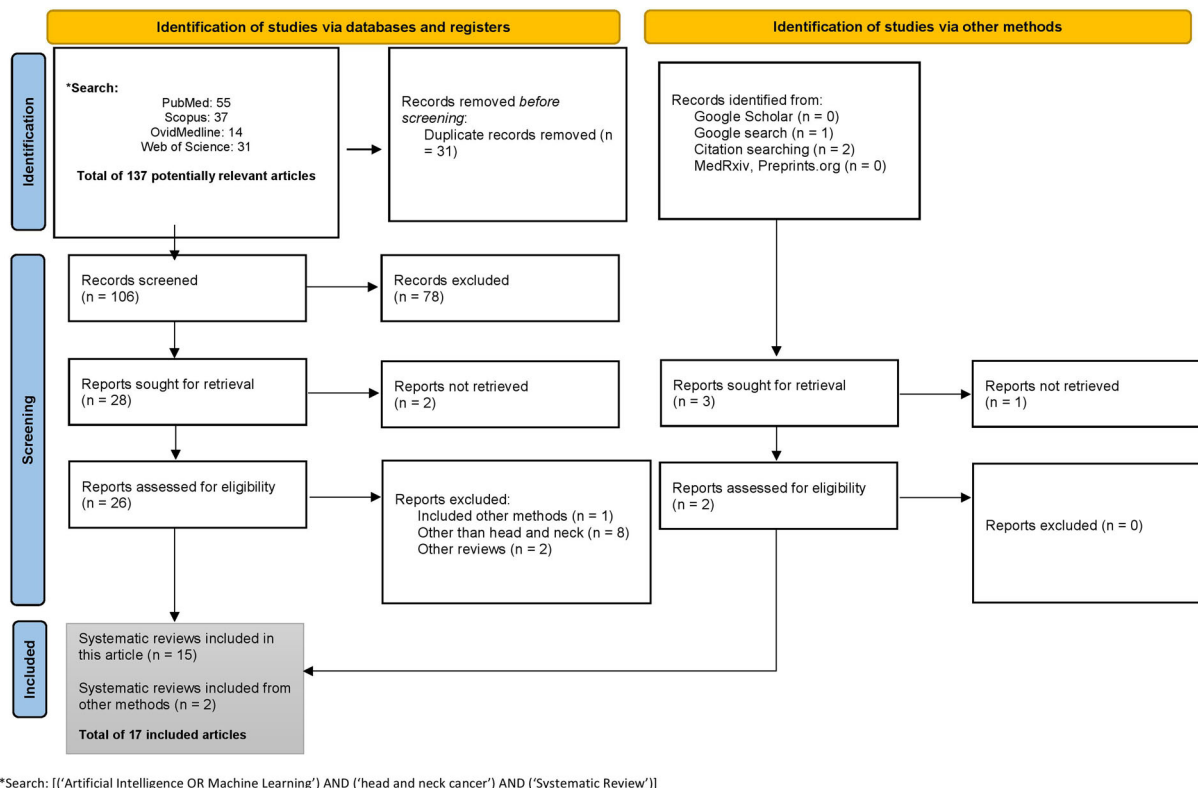 Identification of studies via databases and registers
Identification of studies via other methods
Identification
*Search:
PubMed: 55
Scopus: 37
OvidMedline: 14
Web of Science: 31
Total of 137 potentially relevant articles
Records removed before
screening:
Duplicate records removed (n
= 31)
Records identified from:
Google Scholar (n = 0)
Google search (n = 1)
Citation searching (n = 2)
MedRxiv, Preprints.org (n = 0)
Screening
Records screened
(n = 106)
Records excluded
(n = 78)
Reports sought for retrieval
(n = 28)
Reports not retrieved
(n = 2)
Reports sought for retrieval
(n = 3)
Reports not retrieved
(n = 1)
Reports assessed for eligibility
(n = 26)
Reports excluded:
Included other methods (n = 1)
Other than head and neck (n = 8)
Other reviews (n = 2)
Reports assessed for eligibility
(n = 2)
Reports excluded (n = 0)
Included
Systematic reviews included in
this article (n = 15)
Systematic reviews included from
other methods (n = 2)
Total of 17 included articles
*Search: [('Artificial Intelligence OR Machine Learning') AND ('head and neck cancer') AND ('Systematic Review')]